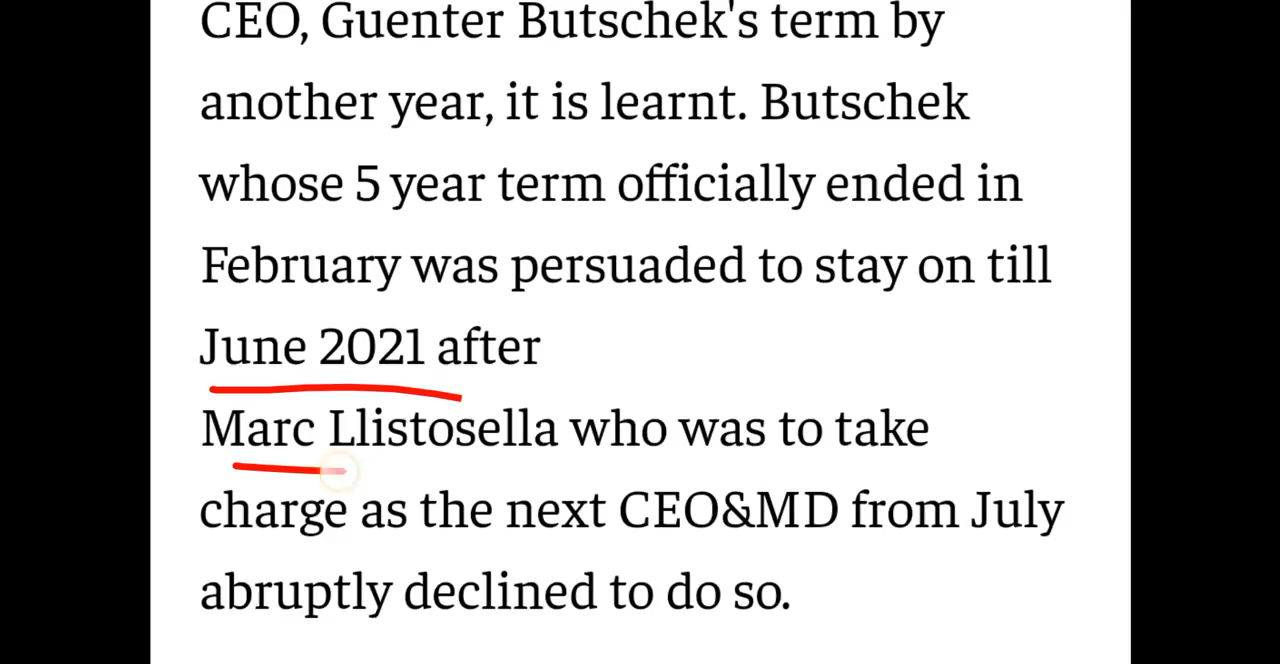 CEO, Guenter Butschek's term by
another year, it is learnt. Butschek
whose 5 year term officially ended in
February was persuaded to stay on till
June 2021 after
Marc Llistosella who was to take
charge as the next CEO&MD from July
abruptly declined to do so.